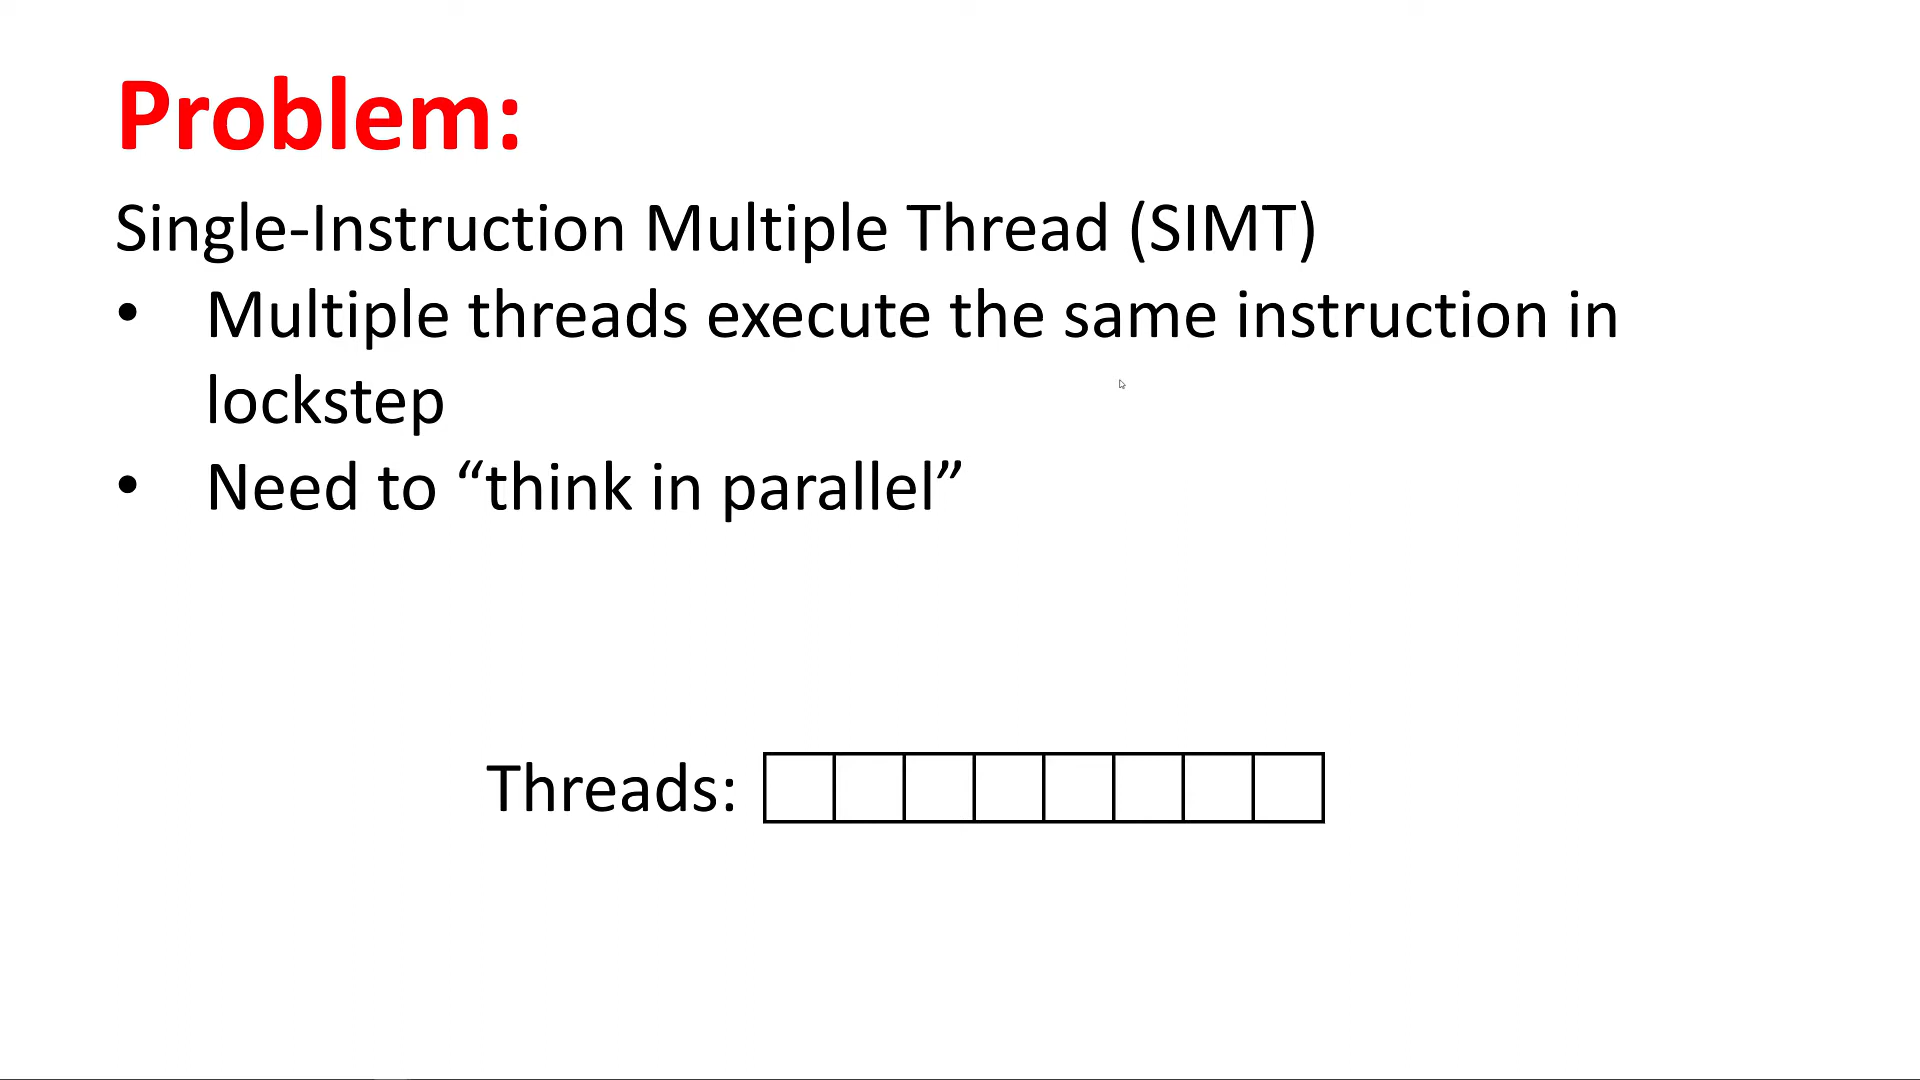 Problem:
Single-Instruction Multiple Thread (SIMT)
• Multiple threads execute the same instruction in
lockstep
• Need to “think in parallel”
Threads: